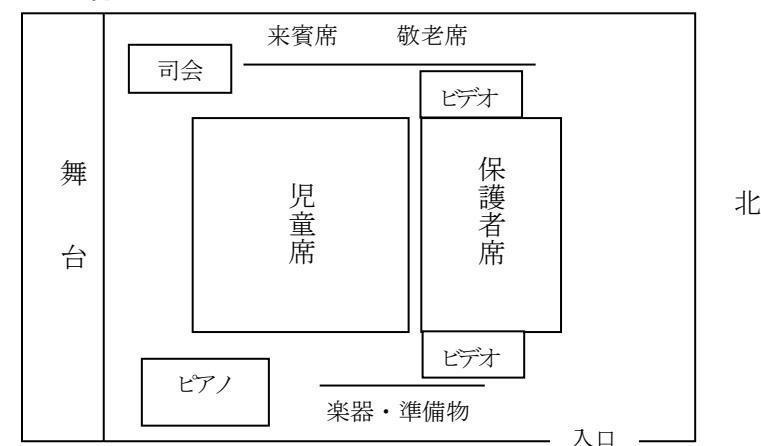 来賓席 敬老席
司会
ビデオ
舞台
児童席
保護者席
北
ビデオ
ピアノ
楽器・準備物
入口